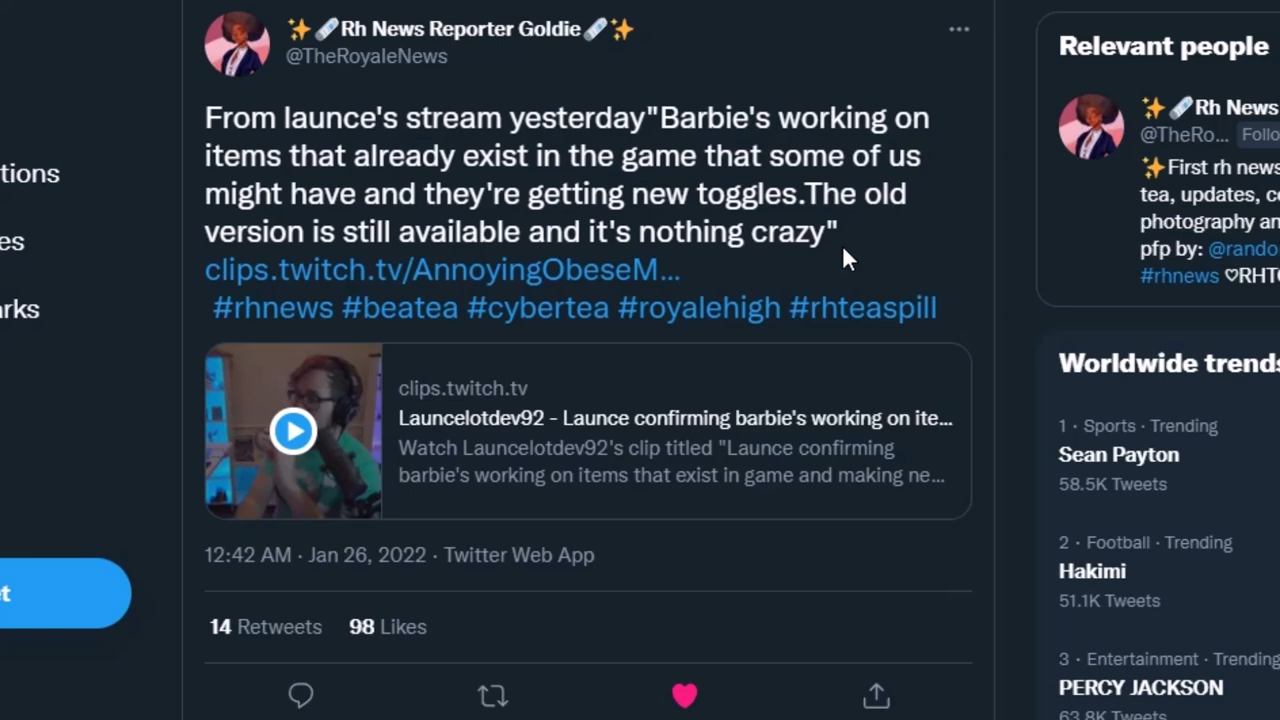 ✨🩹Rh News Reporter Goldie🩹✨
@TheRoyaleNews
From launce's stream yesterday"Barbie's working on
items that already exist in the game that some of us
might have and they're getting new toggles.The old
version is still available and it's nothing crazy"
clips.twitch.tv/AnnoyingObeseM...
#rhnews #beatea #cybertea #royalehigh #rhteaspill
clips.twitch.tv
Launcelotdev92 - Launce confirming barbie's working on ite...
Watch Launcelotdev92's clip titled "Launce confirming
barbie's working on items that exist in game and making ne...
12:42 AM · Jan 26, 2022 · Twitter Web App
14 Retweets 98 Likes
tions
es
rks
t
Relevant people
✨🩹Rh News
@TheRo... Follo
✨First rh news
tea, updates, c
photography an
pfp by: @rando
#rhnews ♡RHT
Worldwide trends
1 · Sports · Trending
Sean Payton
58.5K Tweets
2 · Football · Trending
Hakimi
51.1K Tweets
3 · Entertainment · Trending
PERCY JACKSON
63.8K Tweets